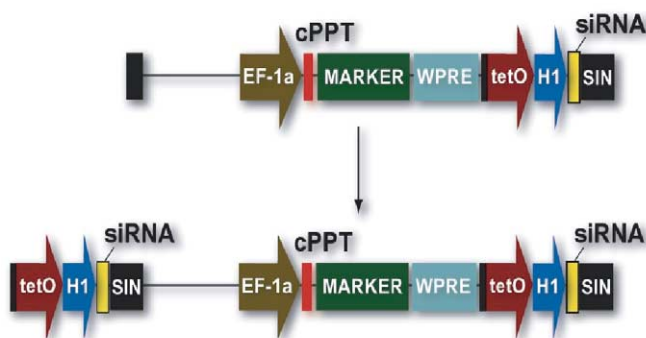 siRNA
cPPT
EF-1a MARKER WPRE tetO H1 SIN
siRNA siRNA
cPPT
tetO H1 SIN EF-1a MARKER WPRE tetO H1 SIN